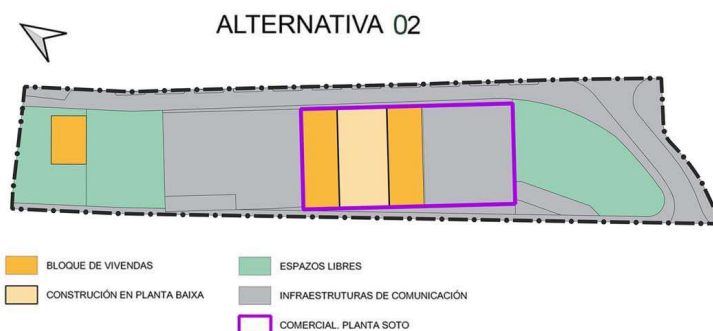 ALTERNATIVA 02
BLOQUE DE VIVENDAS
CONSTRUCIÓN EN PLANTA BAIXA
ESPAZOS LIBRES
INFRAESTRUTURAS DE COMUNICACIÓN
COMERCIAL. PLANTA SOTO